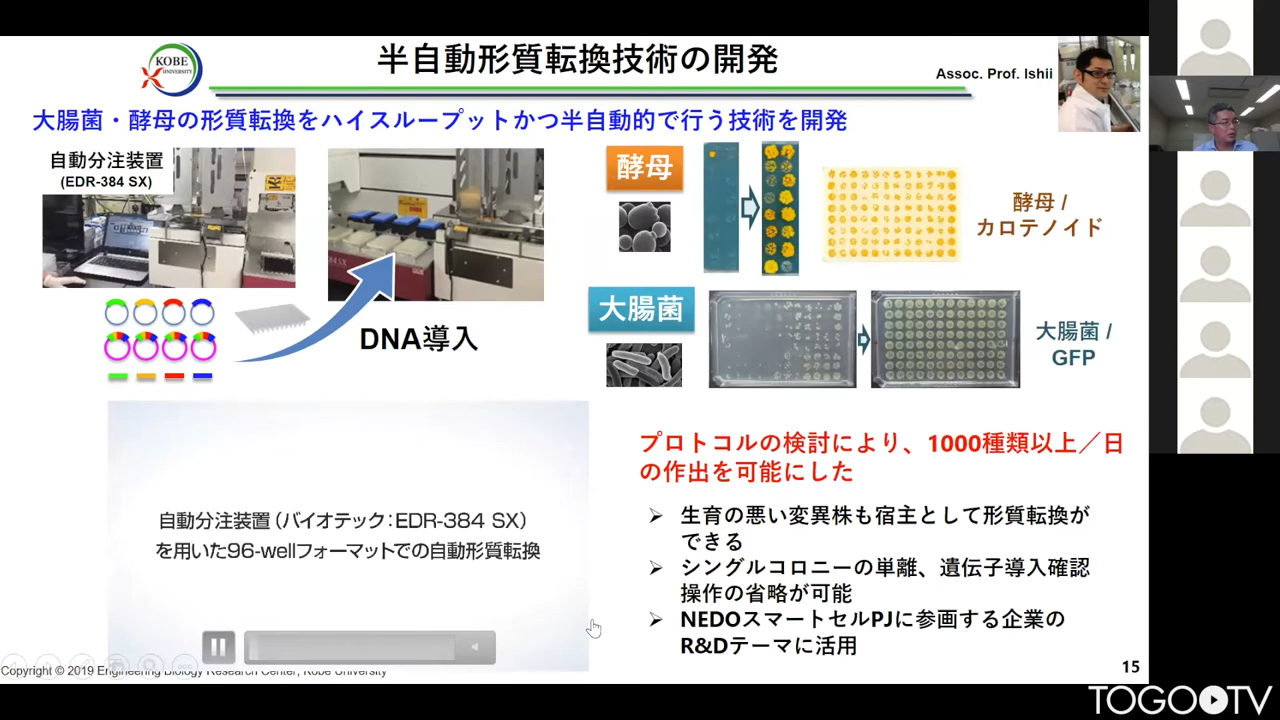 KOBE
UNIVERSITY
半自動形質転換技術の開発
Assoc. Prof. Ishii
大腸菌・酵母の形質転換をハイスループットかつ半自動的で行う技術を開発
自動分注装置
(EDR-384 SX)
DNA導入
酵母
酵母 /
カロテノイド
大腸菌
大腸菌 /
GFP
自動分注装置（バイオテック：EDR-384 SX）
を用いた96-wellフォーマットでの自動形質転換
プロトコルの検討により、1000種類以上／日
の作出を可能にした
➢ 生育の悪い変異株も宿主として形質転換が
できる
➢ シングルコロニーの単離、遺伝子導入確認
操作の省略が可能
➢ NEDOスマートセルPJに参画する企業の
R&Dテーマに活用
Copyright © 2019 Engineering Biology Research Center, Kobe University
15
TOGOTV